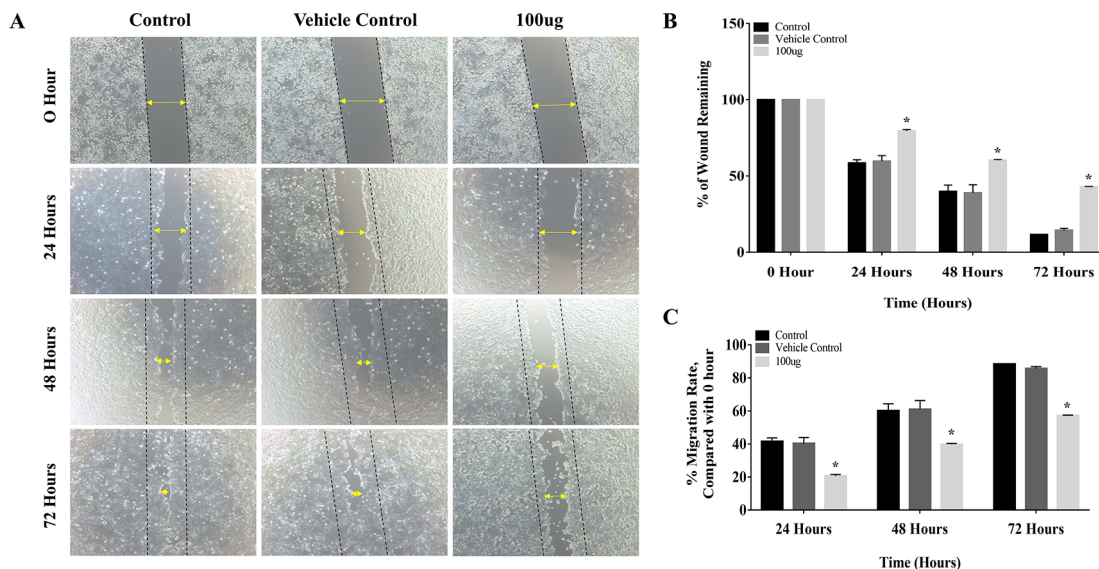 A
Control
Vehicle Control
100ug
O Hour
24 Hours
48 Hours
72 Hours
B
Control
Vehicle Control
100ug
% of Wound Remaining
150
100
50
0
*
*
*
0 Hour
24 Hours
48 Hours
72 Hours
Time (Hours)
C
Control
Vehicle Control
100ug
% Migration Rate,
Compared with 0 hour
100
80
60
40
20
0
*
*
*
24 Hours
48 Hours
72 Hours
Time (Hours)